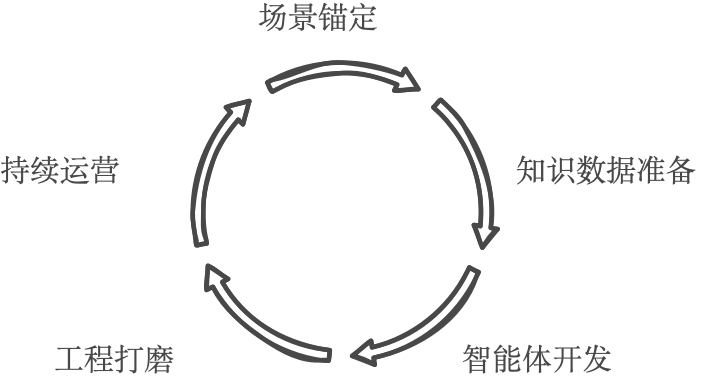 场景锚定
知识数据准备
智能体开发
工程打磨
持续运营